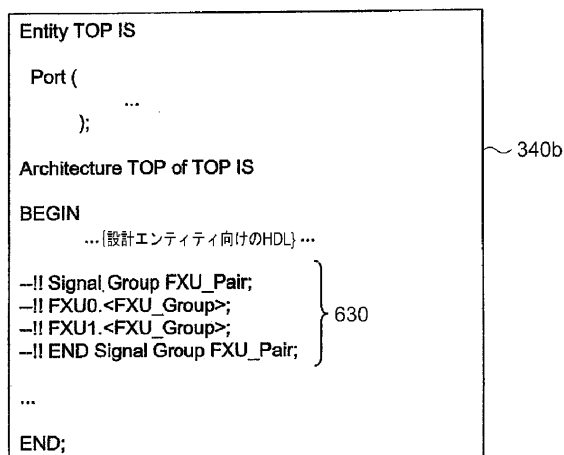 Entity TOP IS
Port (
...
);
340b
Architecture TOP of TOP IS
BEGIN
...{設計エンティティ向けのHDL}...
--!! Signal Group FXU_Pair;
--!! FXU0.<FXU_Group>;
--!! FXU1.<FXU_Group>;
--!! END Signal Group FXU_Pair;
630
...
END;